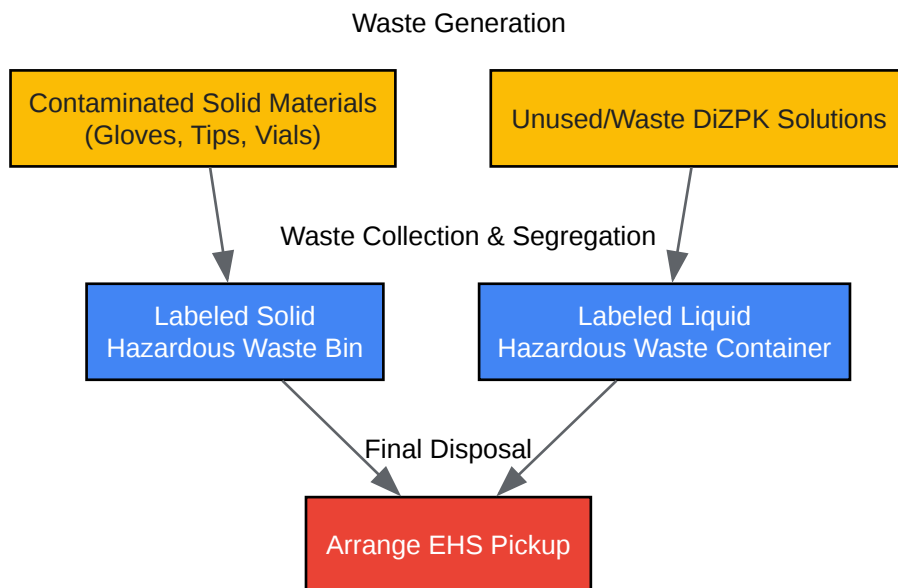 Waste Generation
Contaminated Solid Materials
(Gloves, Tips, Vials)
Unused/Waste DiZPK Solutions
Waste Collection & Segregation
Labeled Solid
Hazardous Waste Bin
Labeled Liquid
Hazardous Waste Container
Final Disposal
Arrange EHS Pickup